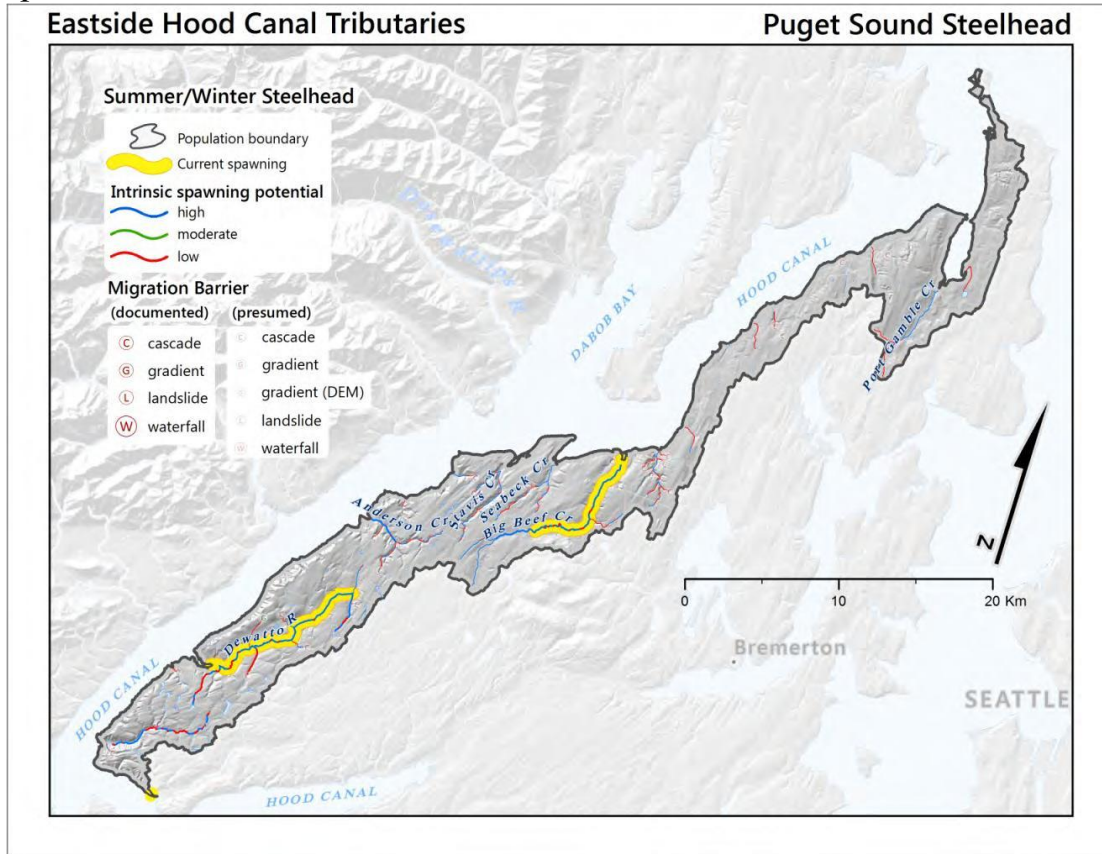 Eastside Hood Canal Tributaries
Puget Sound Steelhead
Summer/Winter Steelhead
Population boundary
Current spawning
Intrinsic spawning potential
high
moderate
low
Migration Barrier
(documented)
(presumed)
C cascade
G gradient
L landslide
W waterfall
cascade
gradient
gradient (DEM)
landslide
waterfall
HOOD CANAL
DABOB BAY
Port Gamble Cr
Anderson Cr
Stavis Cr
Seabeck Cr
Big Beef Cr
Dewatto R
HOOD CANAL
HOOD CANAL
N
0 10 20 Km
Bremerton
SEATTLE